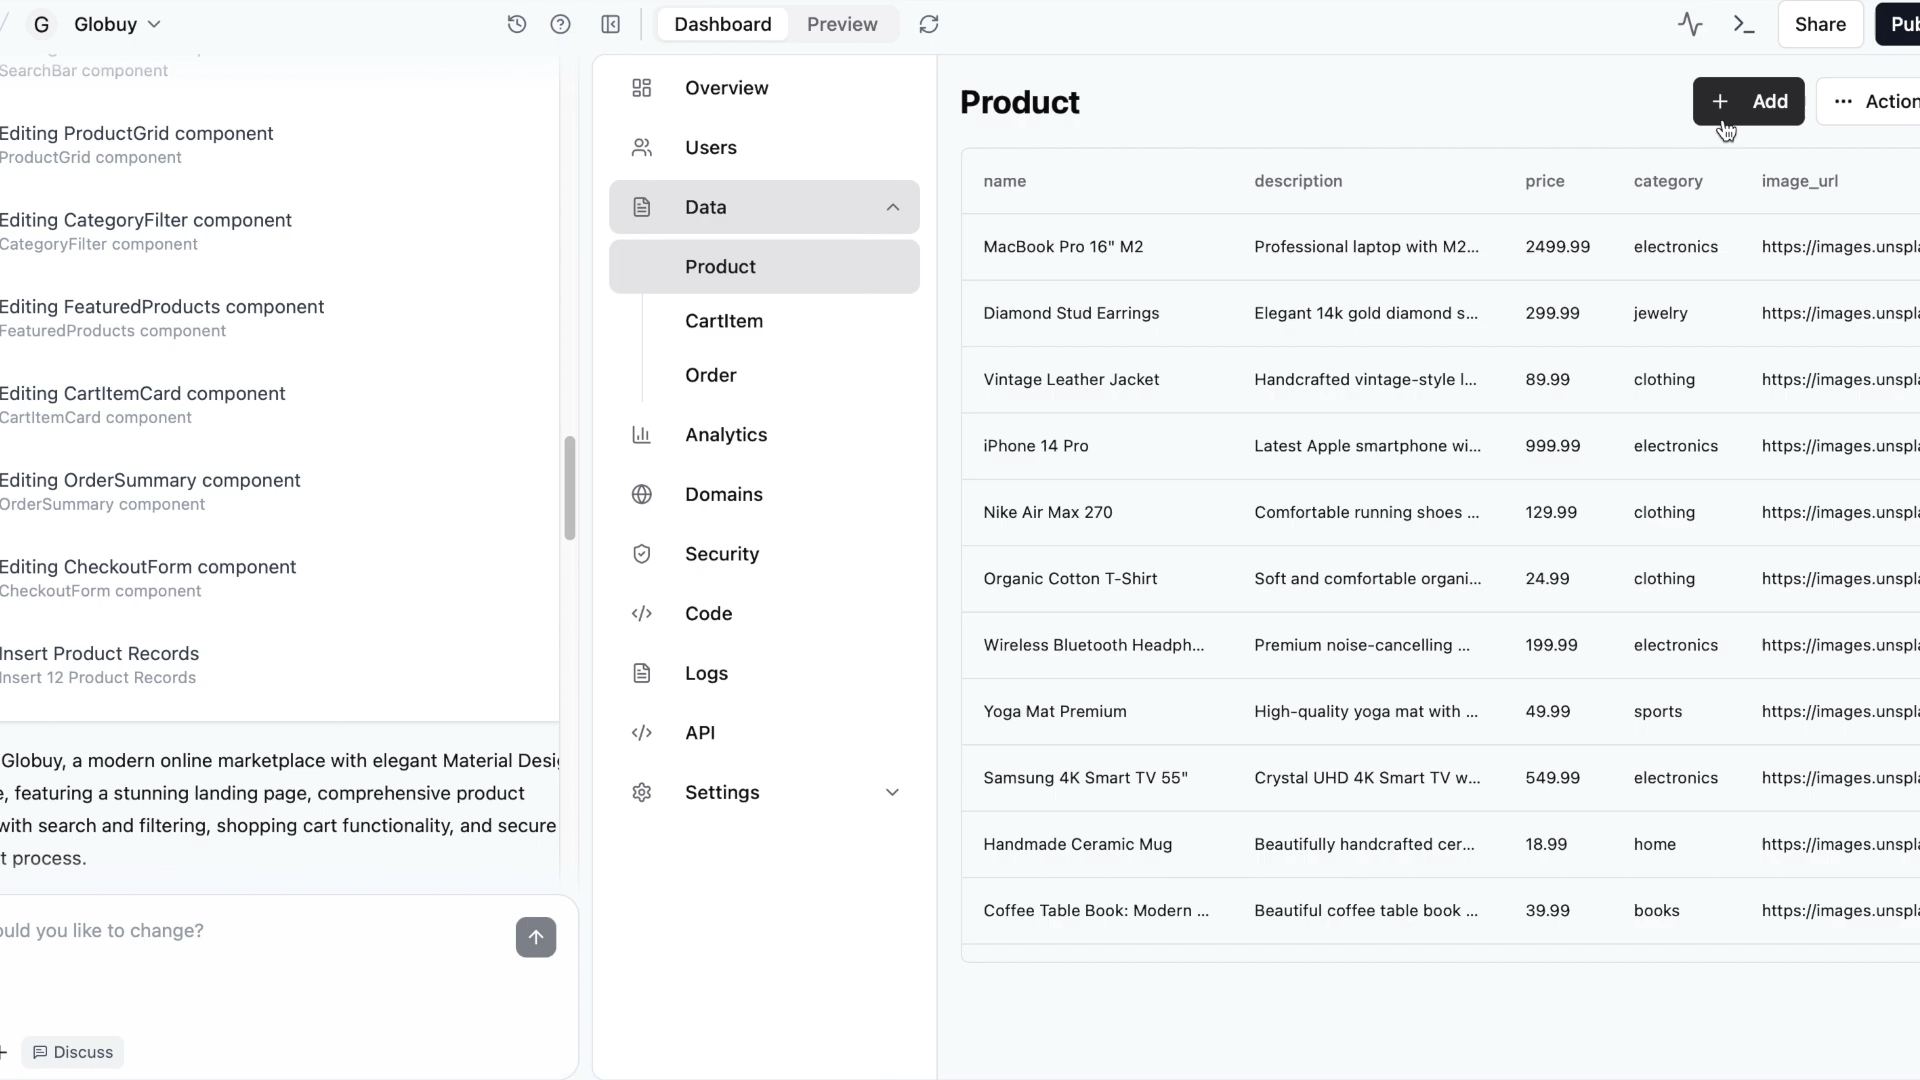 G Globuy
Dashboard Preview
Share
SearchBar component
Editing ProductGrid component
ProductGrid component
Editing CategoryFilter component
CategoryFilter component
Editing FeaturedProducts component
FeaturedProducts component
Editing CartItemCard component
CartItemCard component
Editing OrderSummary component
OrderSummary component
Editing CheckoutForm component
CheckoutForm component
Insert Product Records
Insert 12 Product Records
Globuy, a modern online marketplace with elegant Material
featuring a stunning landing page, comprehensive product
with search and filtering, shopping cart functionality, and secure
process.
you like to change?
Discuss
Overview
Users
Data
Product
CartItem
Order
Analytics
Domains
Security
Code
Logs
API
Settings
Product
+ Add
name description price category image_url
MacBook Pro 16" M2 Professional laptop with M2... 2499.99 electronics https://images.unspl
Diamond Stud Earrings Elegant 14k gold diamond s... 299.99 jewelry https://images.unspl
Vintage Leather Jacket Handcrafted vintage-style l... 89.99 clothing https://images.unspl
iPhone 14 Pro Latest Apple smartphone wi... 999.99 electronics https://images.unspl
Nike Air Max 270 Comfortable running shoes ... 129.99 clothing https://images.unspl
Organic Cotton T-Shirt Soft and comfortable organi... 24.99 clothing https://images.unspl
Wireless Bluetooth Headph... Premium noise-cancelling ... 199.99 electronics https://images.unspl
Yoga Mat Premium High-quality yoga mat with ... 49.99 sports https://images.unspl
Samsung 4K Smart TV 55" Crystal UHD 4K Smart TV w... 549.99 electronics https://images.unspl
Handmade Ceramic Mug Beautifully handcrafted cer... 18.99 home https://images.unspl
Coffee Table Book: Modern ... Beautiful coffee table book ... 39.99 books https://images.unspl